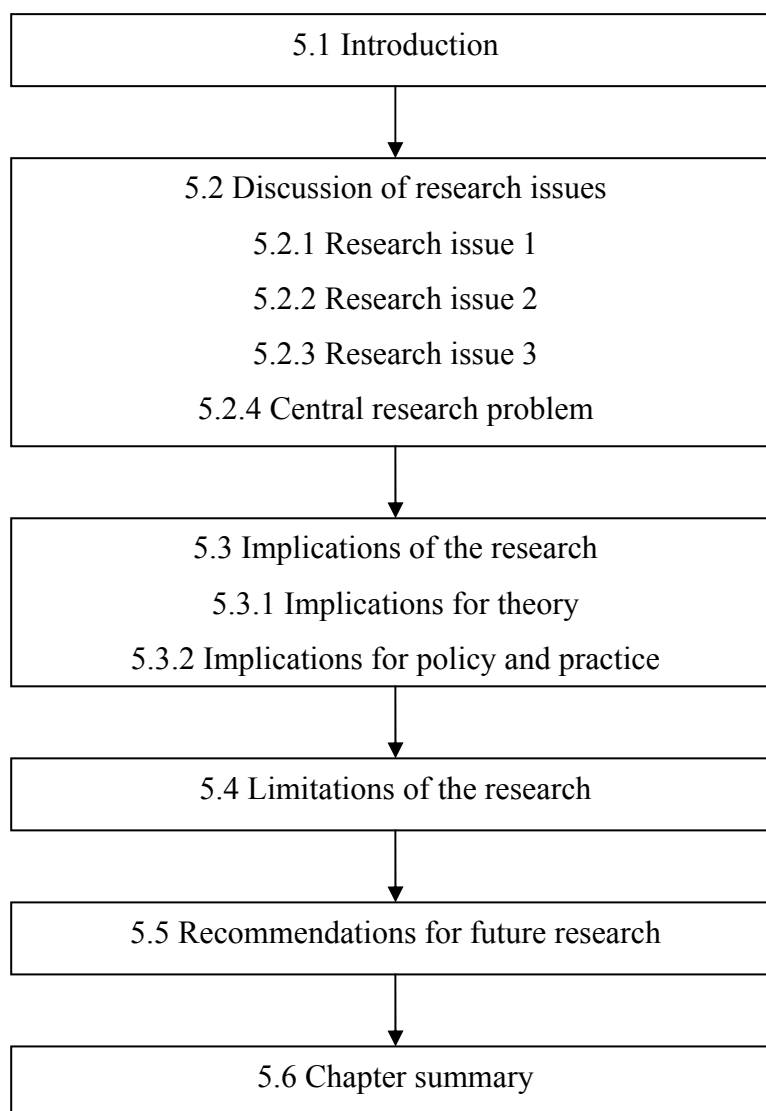 5.1 Introduction
5.2 Discussion of research issues
5.2.1 Research issue 1
5.2.2 Research issue 2
5.2.3 Research issue 3
5.2.4 Central research problem
5.3 Implications of the research
5.3.1 Implications for theory
5.3.2 Implications for policy and practice
5.4 Limitations of the research
5.5 Recommendations for future research
5.6 Chapter summary